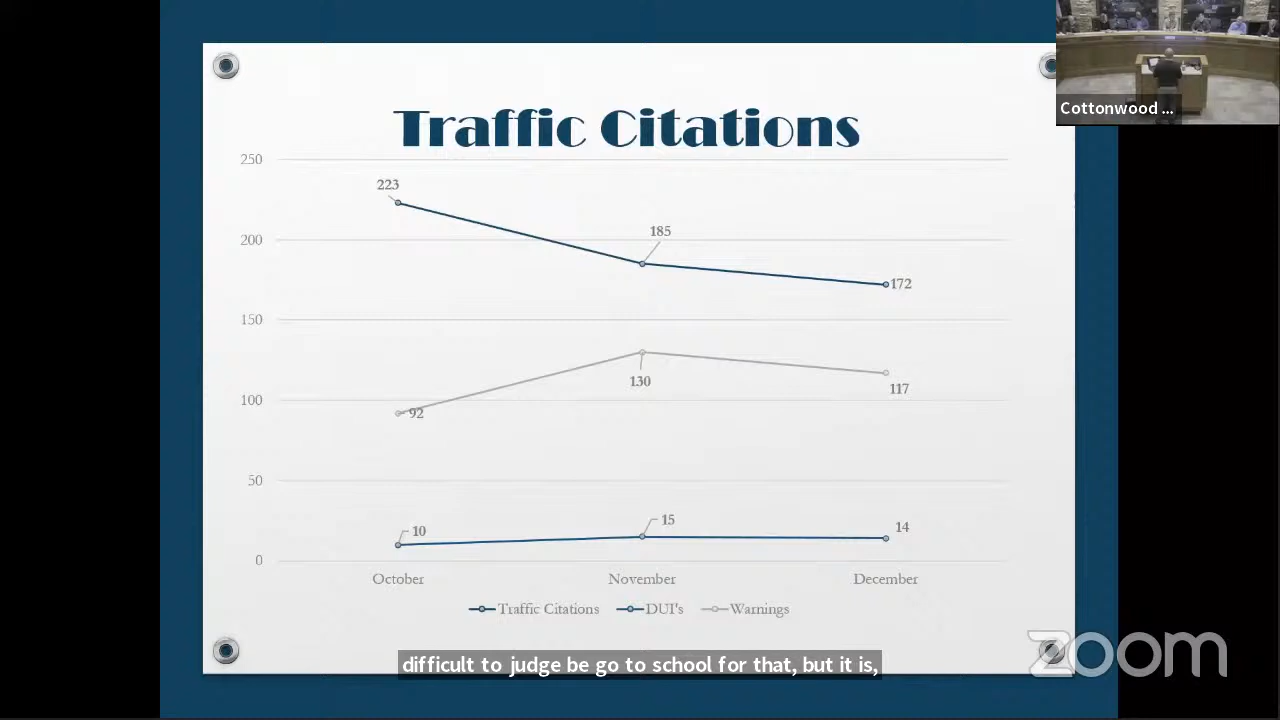 Cottonwood ...
Traffic Citations
250
223
200
185
172
150
130
117
100
92
50
10
15
14
0
October November December
Traffic Citations DUI's Warnings
difficult to judge be go to school for that, but it is,
zoom